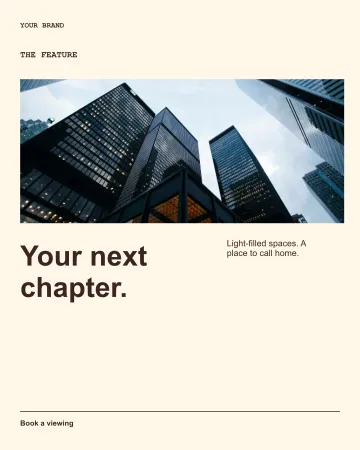 YOUR BRAND
THE FEATURE
Your next
chapter.
Light-filled spaces. A
place to call home.
Book a viewing